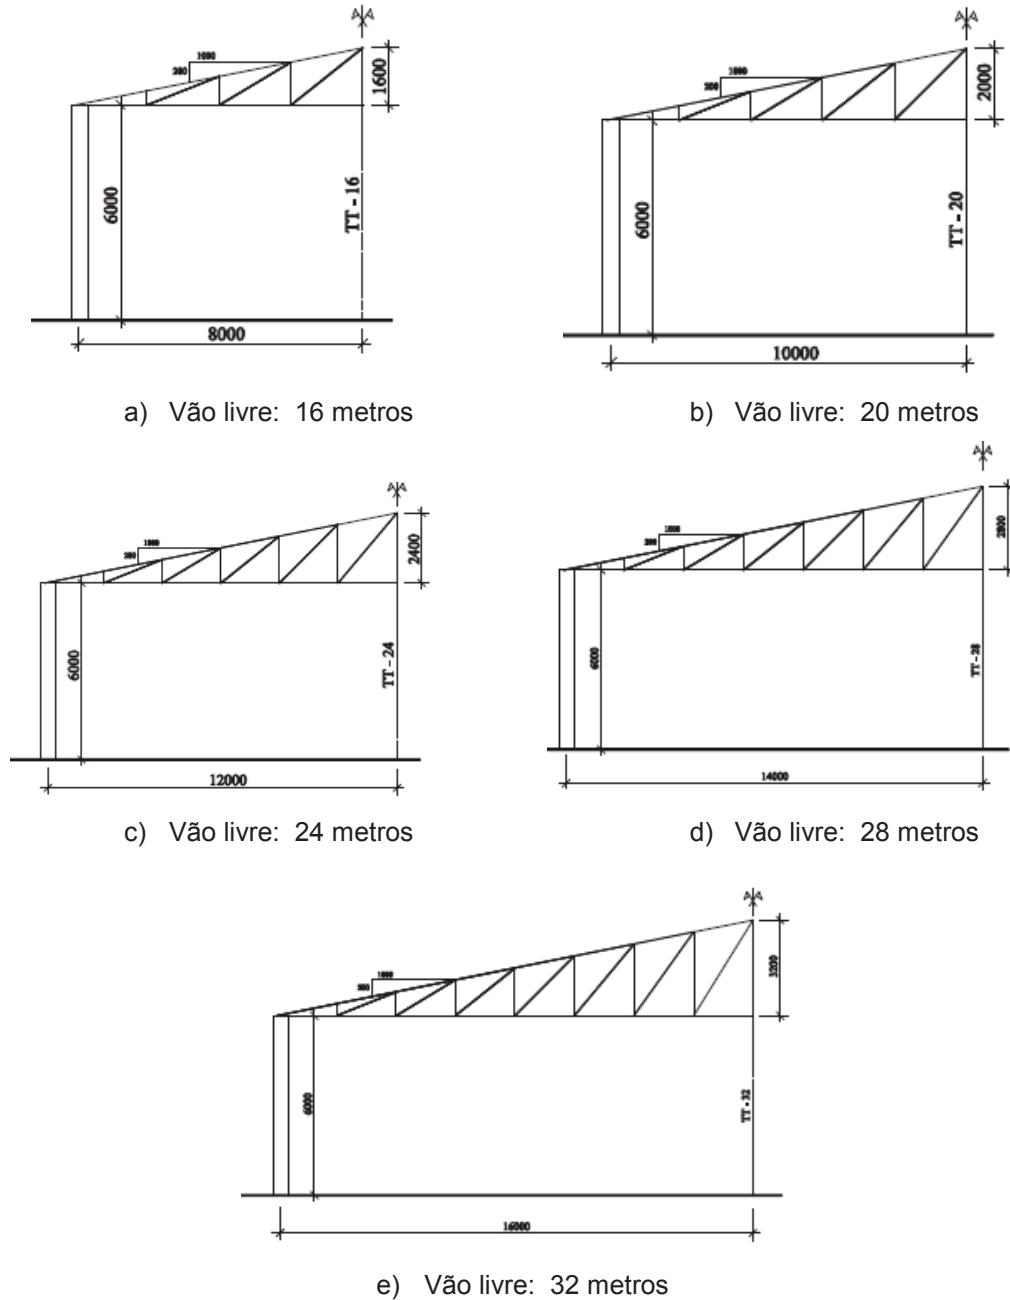 1000
200
1600
6000
TT - 16
8000
a) Vão livre: 16 metros
1000
200
2000
6000
TT - 20
10000
b) Vão livre: 20 metros
1000
200
2400
6000
TT - 24
12000
c) Vão livre: 24 metros
1000
200
2800
6000
TT - 28
14000
d) Vão livre: 28 metros
1000
200
3200
6000
TT - 32
16000
e) Vão livre: 32 metros